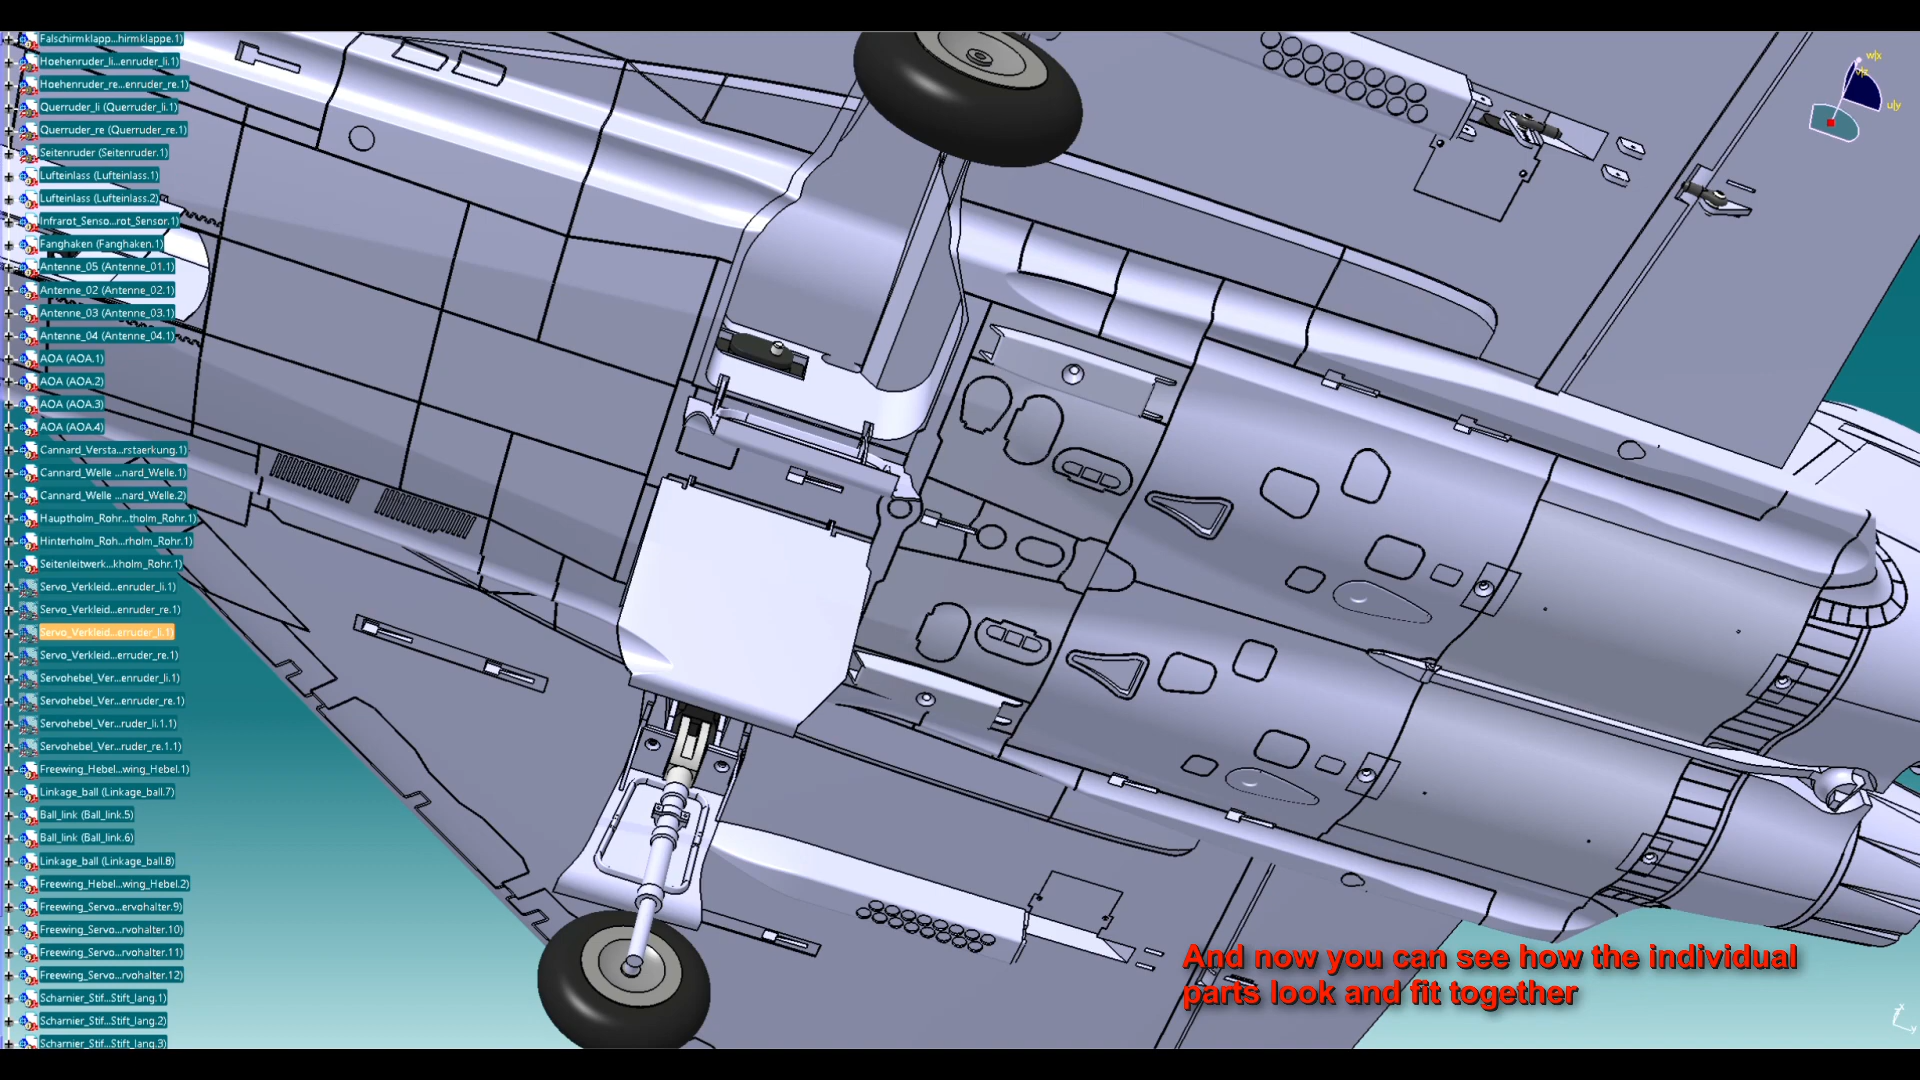 Falschirmklapp...hirmklappe.1)
Hoehenruder_li...enruder_li.1)
Hoehenruder_re...enruder_re.1)
Querruder_li (Querruder_li.1)
Querruder_re (Querruder_re.1)
Seitenruder (Seitenruder.1)
Lufteinlass (Lufteinlass.1)
Lufteinlass (Lufteinlass.2)
Infrarot_Senso...rot_Sensor.1)
Fanghaken (Fanghaken.1)
Antenne_05 (Antenne_01.1)
Antenne_02 (Antenne_02.1)
Antenne_03 (Antenne_03.1)
Antenne_04 (Antenne_04.1)
AOA (AOA.1)
AOA (AOA.2)
AOA (AOA.3)
AOA (AOA.4)
Cannard_Versta...rstaerkung.1)
Cannard_Welle ...nard_Welle.1)
Cannard_Welle ...nard_Welle.2)
Hauptholm_Rohr...tholm_Rohr.1)
Hinterholm_Roh...rholm_Rohr.1)
Seitenleitwerk...kholm_Rohr.1)
Servo_Verkleid...enruder_li.1)
Servo_Verkleid...enruder_re.1)
Servo_Verkleid...erruder_li.1)
Servo_Verkleid...erruder_re.1)
Servohebel_Ver...enruder_li.1)
Servohebel_Ver...enruder_re.1)
Servohebel_Ver...ruder_li.1.1)
Servohebel_Ver...ruder_re.1.1)
Freewing_Hebel...wing_Hebel.1)
Linkage_ball (Linkage_ball.7)
Ball_link (Ball_link.5)
Ball_link (Ball_link.6)
Linkage_ball (Linkage_ball.8)
Freewing_Hebel...wing_Hebel.2)
Freewing_Servo...ervohalter.9)
Freewing_Servo...rvohalter.10)
Freewing_Servo...rvohalter.11)
Freewing_Servo...rvohalter.12)
Scharnier_Stif...Stift_lang.1)
Scharnier_Stif...Stift_lang.2)
Scharnier_Stif...Stift_lang.3)
w|x
v|z
u|y
And now you can see how the individual
parts look and fit together